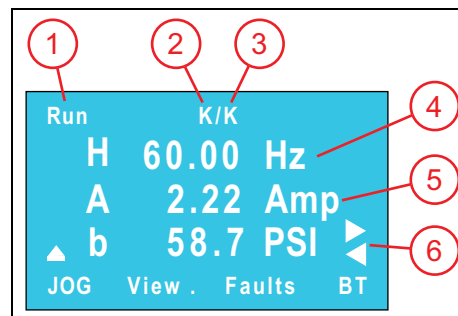 1 2 3
Run K/K
4
H 60.00 Hz
A 2.22 Amp
5
b 58.7 PSI
6
JOG View . Faults BT